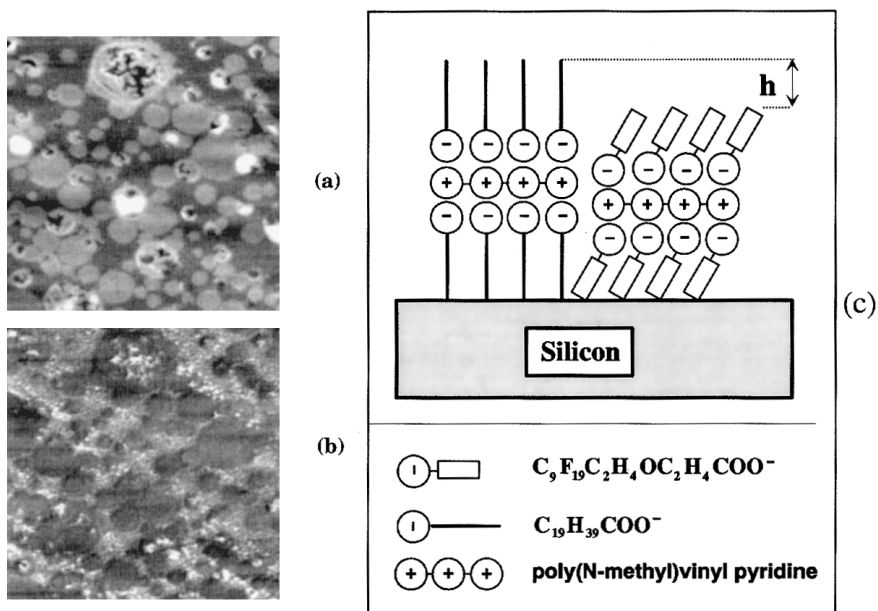 (a)
(b)
h
− − − −
+ + + +
− − − −
− − − −
+ + + +
− − − −
Silicon
(c)
− C₉F₁₉C₂H₄OC₂H₄COO⁻
− C₁₉H₃₉COO⁻
+ + + poly(N-methyl)vinyl pyridine